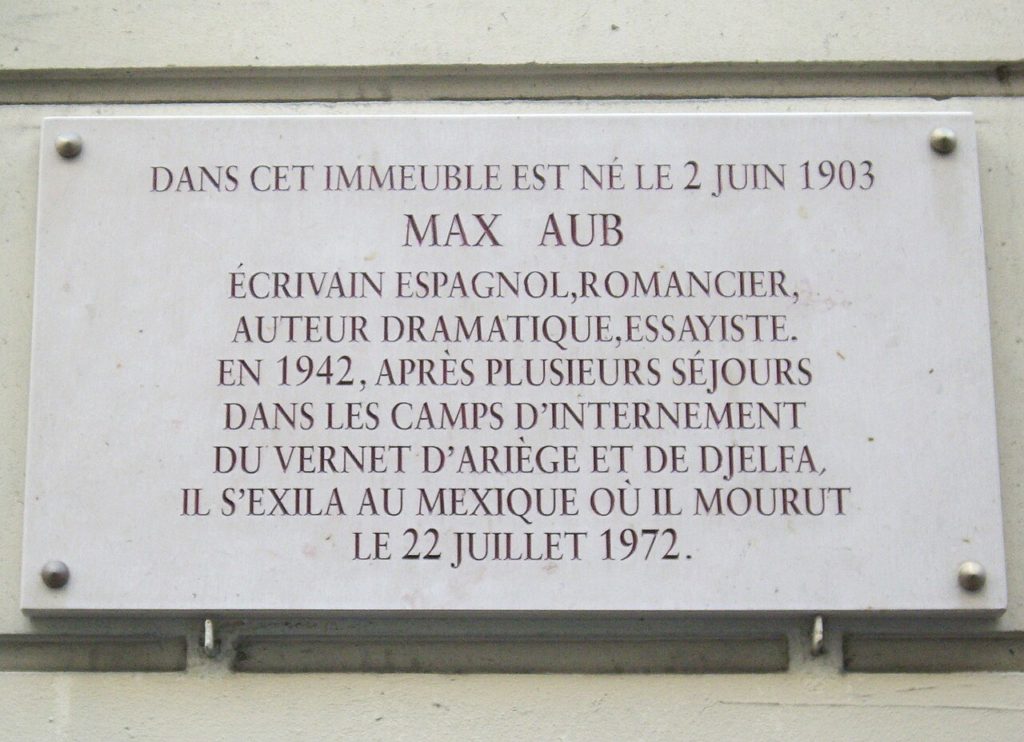 DANS CET IMMEUBLE EST NÉ LE 2 JUIN 1903
MAX AUB
ÉCRIVAIN ESPAGNOL,ROMANCIER,
AUTEUR DRAMATIQUE,ESSAYISTE.
EN 1942, APRÈS PLUSIEURS SÉJOURS
DANS LES CAMPS D'INTERNEMENT
DU VERNET D'ARIÈGE ET DE DJELFA,
IL S'EXILA AU MEXIQUE OÙ IL MOURUT
LE 22 JUILLET 1972.